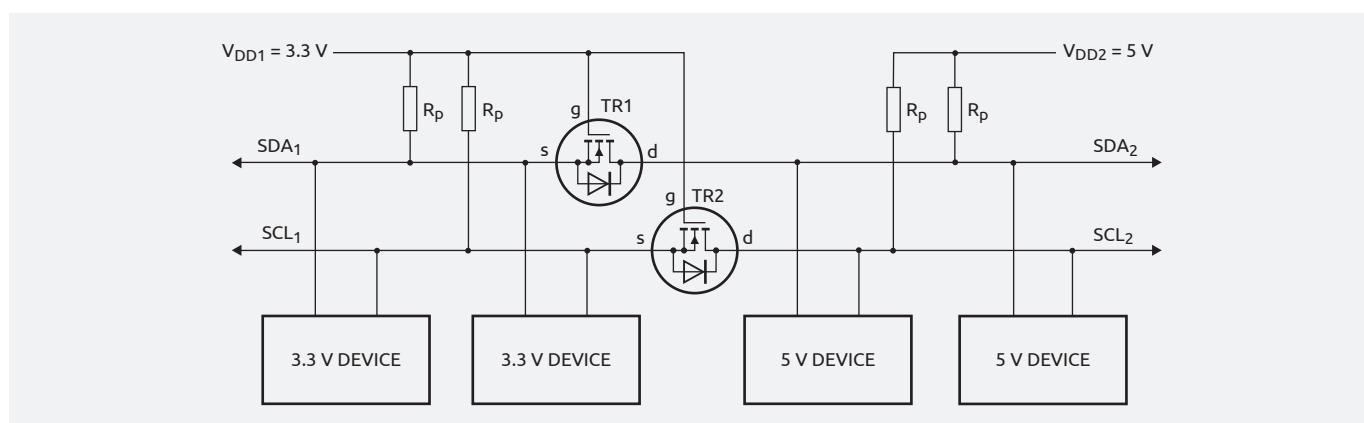 VDD1 = 3.3 V
VDD2 = 5 V
Rp
Rp
Rp
Rp
g
TR1
SDA1
s
d
SDA2
g
TR2
SCL1
s
d
SCL2
3.3 V DEVICE
3.3 V DEVICE
5 V DEVICE
5 V DEVICE